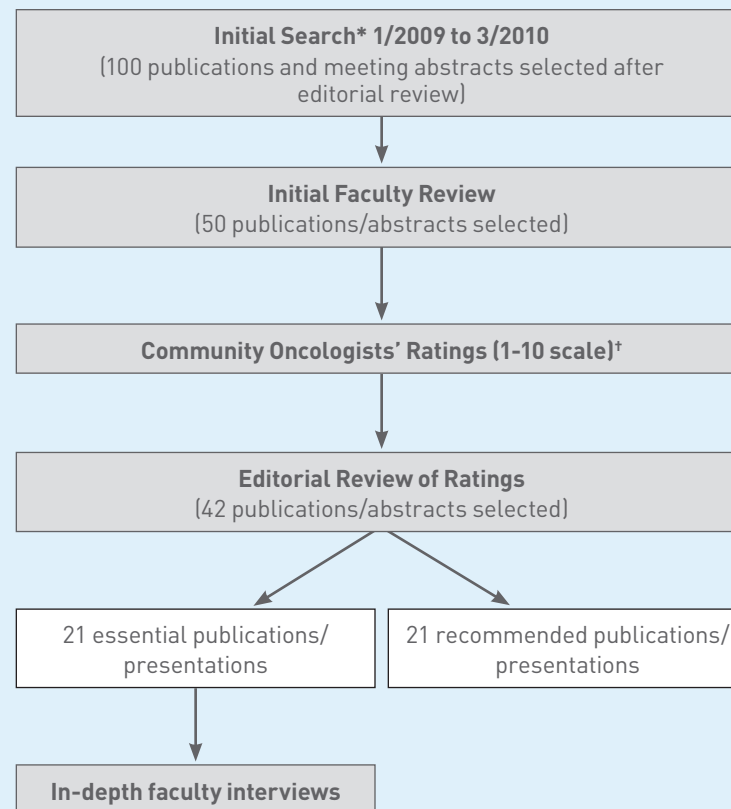 Initial Search* 1/2009 to 3/2010
(100 publications and meeting abstracts selected after
editorial review)
Initial Faculty Review
(50 publications/abstracts selected)
Community Oncologists’ Ratings (1-10 scale)†
Editorial Review of Ratings
(42 publications/abstracts selected)
21 essential publications/
presentations
21 recommended publications/
presentations
In-depth faculty interviews